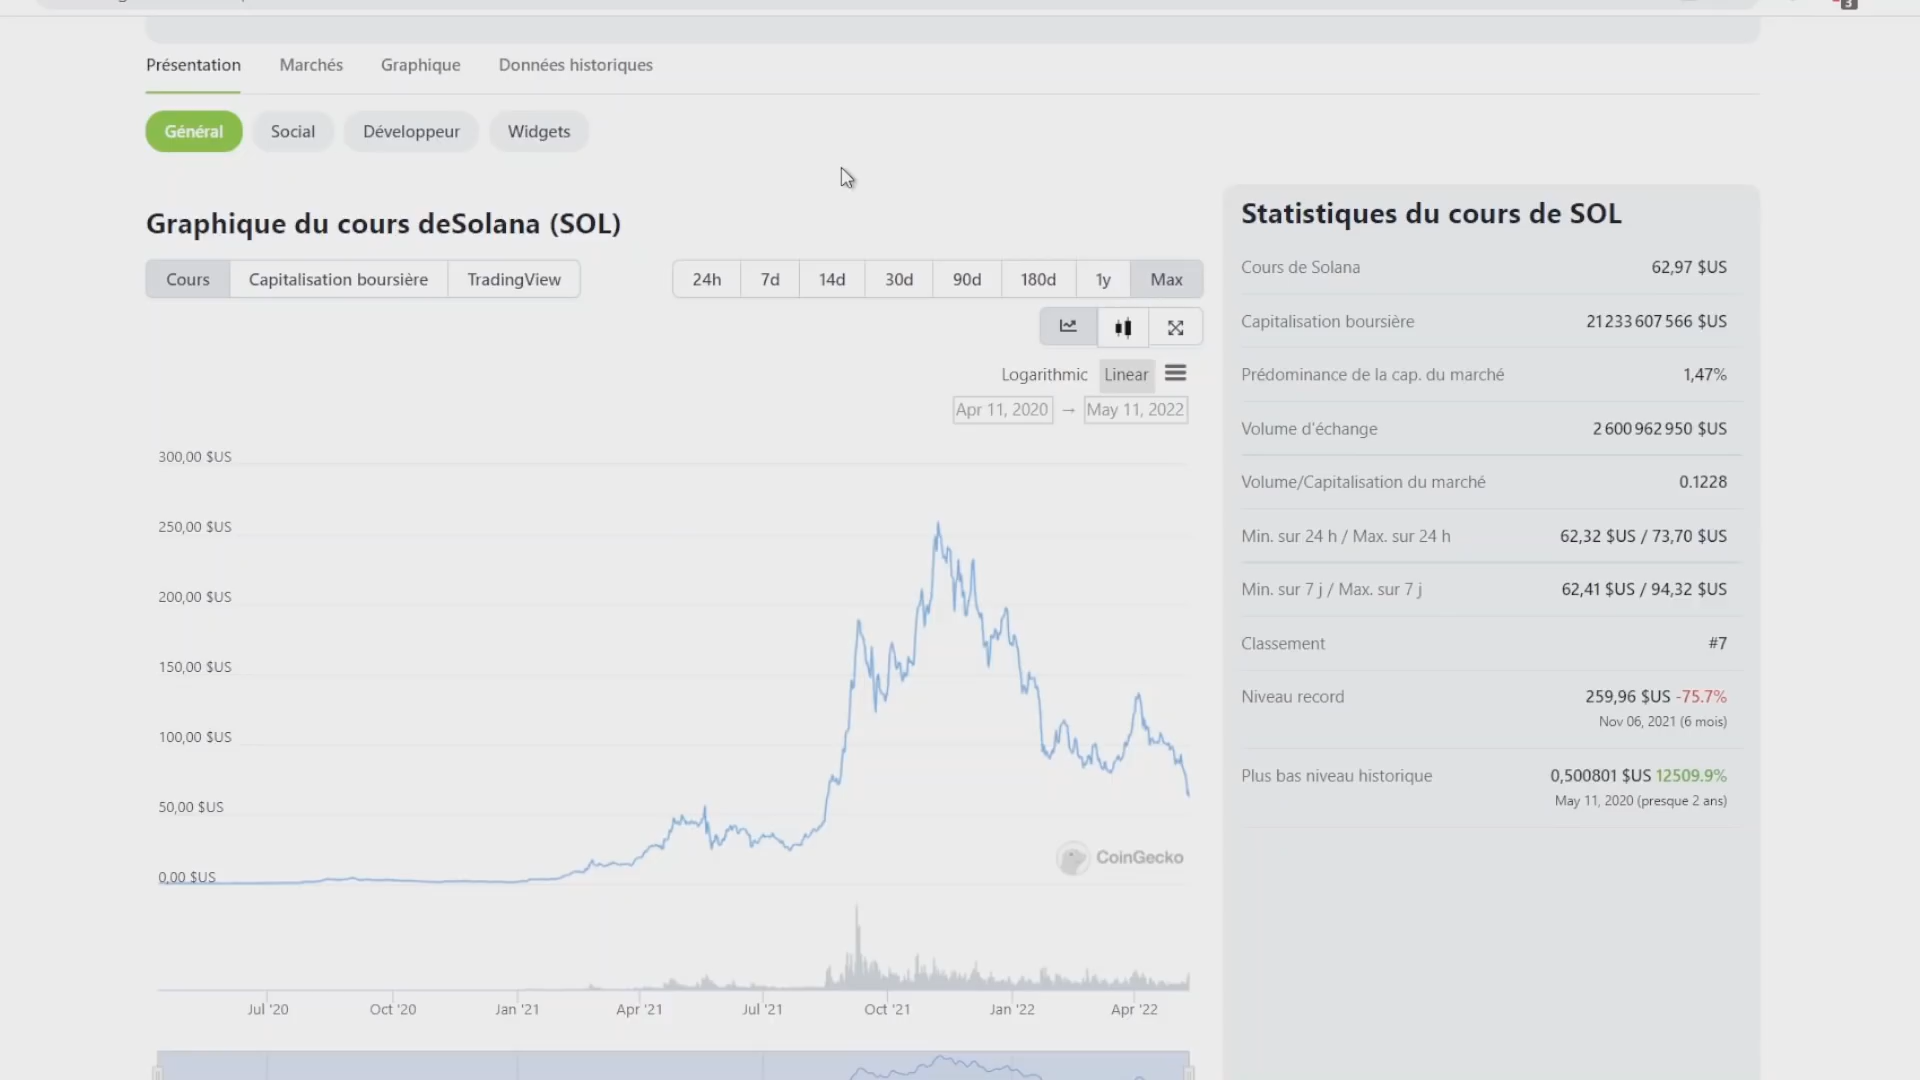 3
Présentation Marchés Graphique Données historiques
Général Social Développeur Widgets
Graphique du cours deSolana (SOL)
Cours Capitalisation boursière TradingView
24h 7d 14d 30d 90d 180d 1y Max
Logarithmic Linear
Apr 11, 2020 → May 11, 2022
300,00 $US
250,00 $US
200,00 $US
150,00 $US
100,00 $US
50,00 $US
0,00 $US
CoinGecko
Jul '20 Oct '20 Jan '21 Apr '21 Jul '21 Oct '21 Jan '22 Apr '22
Statistiques du cours de SOL
Cours de Solana 62,97 $US
Capitalisation boursière 21 233 607 566 $US
Prédominance de la cap. du marché 1,47%
Volume d'échange 2 600 962 950 $US
Volume/Capitalisation du marché 0.1228
Min. sur 24 h / Max. sur 24 h 62,32 $US / 73,70 $US
Min. sur 7 j / Max. sur 7 j 62,41 $US / 94,32 $US
Classement #7
Niveau record 259,96 $US -75.7%
Nov 06, 2021 (6 mois)
Plus bas niveau historique 0,500801 $US 12509.9%
May 11, 2020 (presque 2 ans)